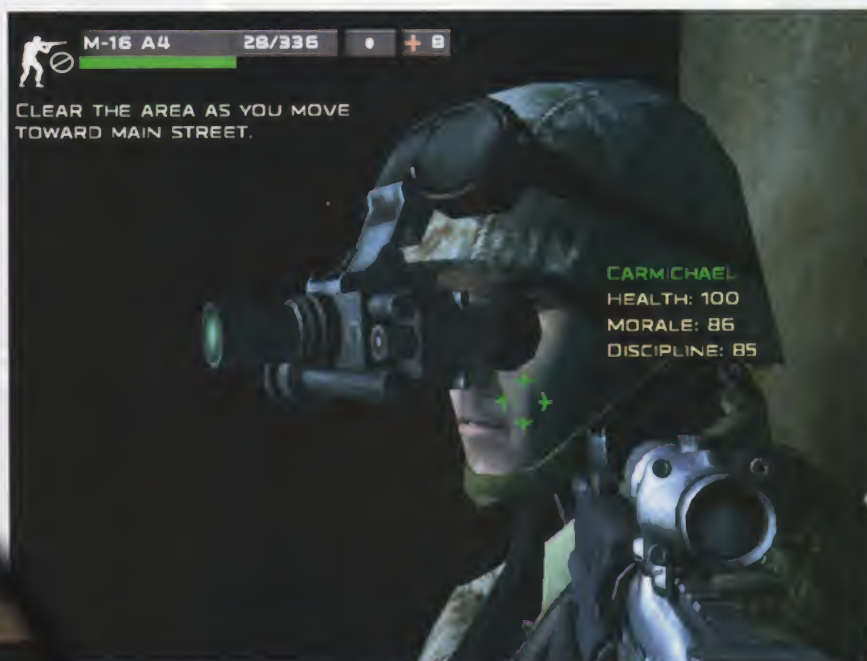 M-16 A4 28/336 8
CLEAR THE AREA AS YOU MOVE
TOWARD MAIN STREET.
CARMICHAEL
HEALTH: 100
MORALE: 86
DISCIPLINE: 85